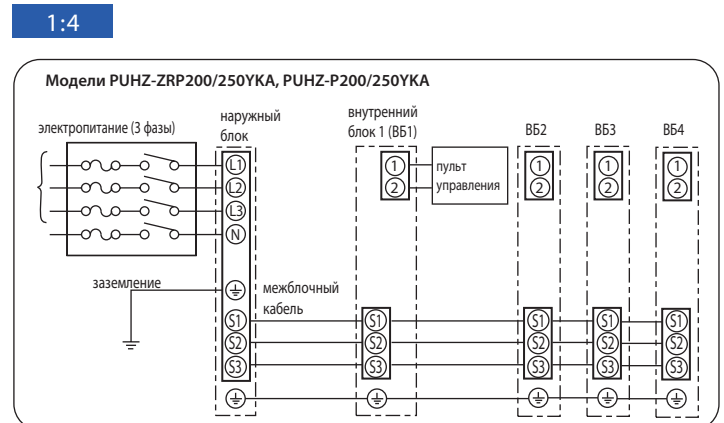 1:4
Модели PUHZ-ZRP200/250YKA, PUHZ-P200/250YKA
электропитание (3 фазы)
наружный
блок
внутренний
блок 1 (ВБ1)
ВБ2
ВБ3
ВБ4
L1
L2
L3
N
1
2
пульт
управления
1
2
1
2
1
2
заземление
межблочный
кабель
S1
S2
S3
S1
S2
S3
S1
S2
S3
S1
S2
S3
S1
S2
S3